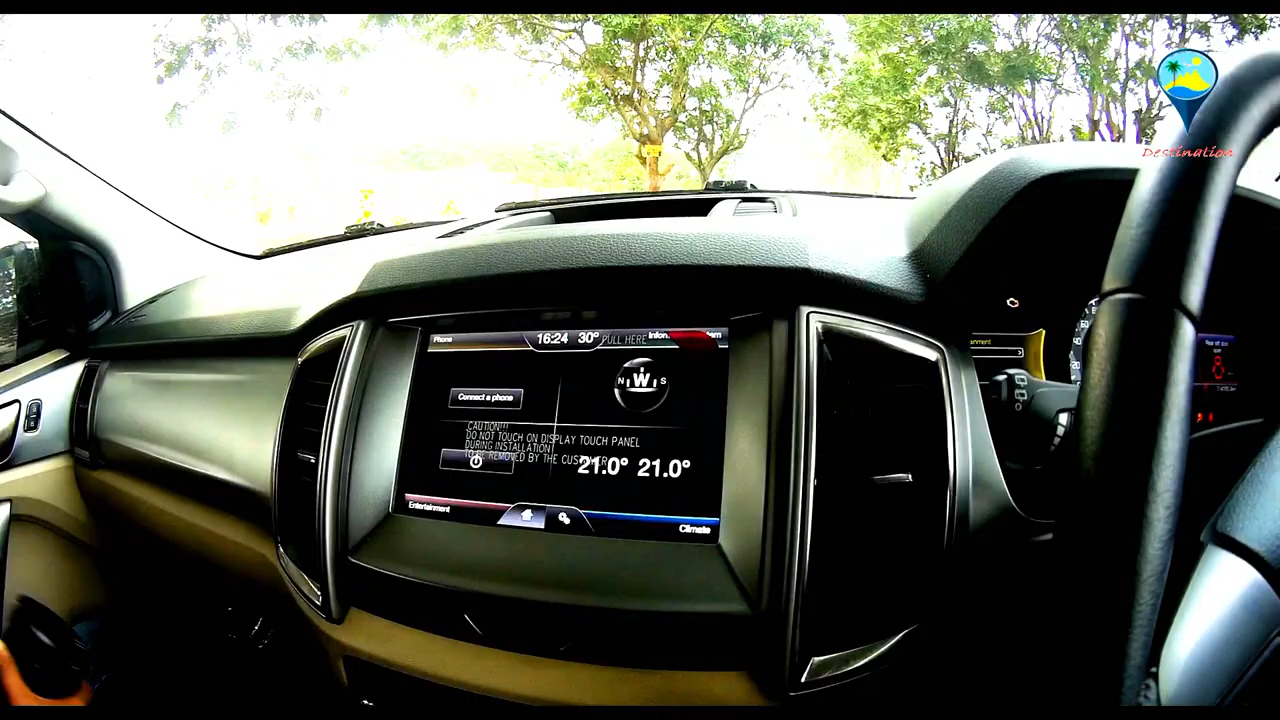 Destination
Phone
16:24 30°
PULL HERE
N W S
Connect a phone
CAUTION!!!
DO NOT TOUCH ON DISPLAY TOUCH PANEL
DURING INSTALLATION
TO BE REMOVED BY THE CUSTOMER
21.0° 21.0°
Entertainment
Climate